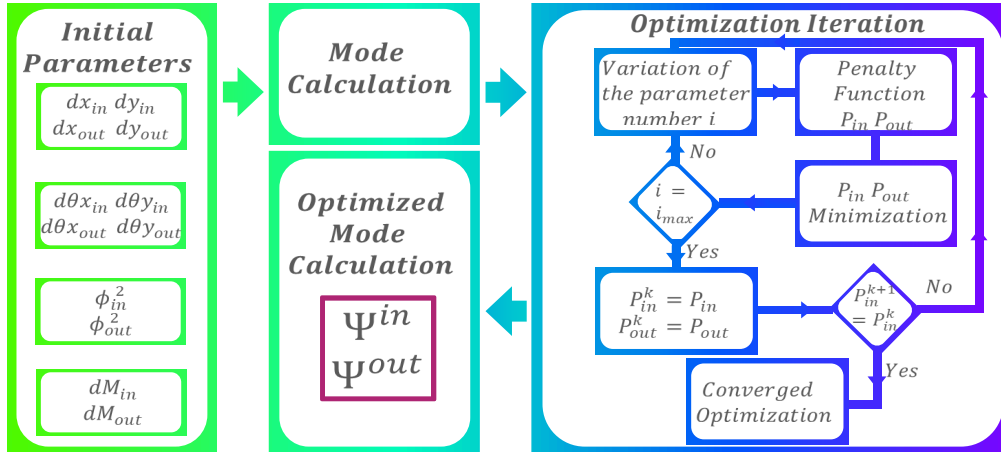 Initial
Parameters
dx_in dy_in
dx_out dy_out
dθx_in dθy_in
dθx_out dθy_out
ϕ_in^2
ϕ_out^2
dM_in
dM_out
Mode
Calculation
Optimized
Mode
Calculation
Ψ^in
Ψ^out
Optimization Iteration
Variation of
the parameter
number i
Penalty
Function
P_in P_out
No
i =
i_max
P_in P_out
Minimization
Yes
P_in^k = P_in
P_out^k = P_out
P_in^{k+1}
= P_in^k
No
Yes
Converged
Optimization